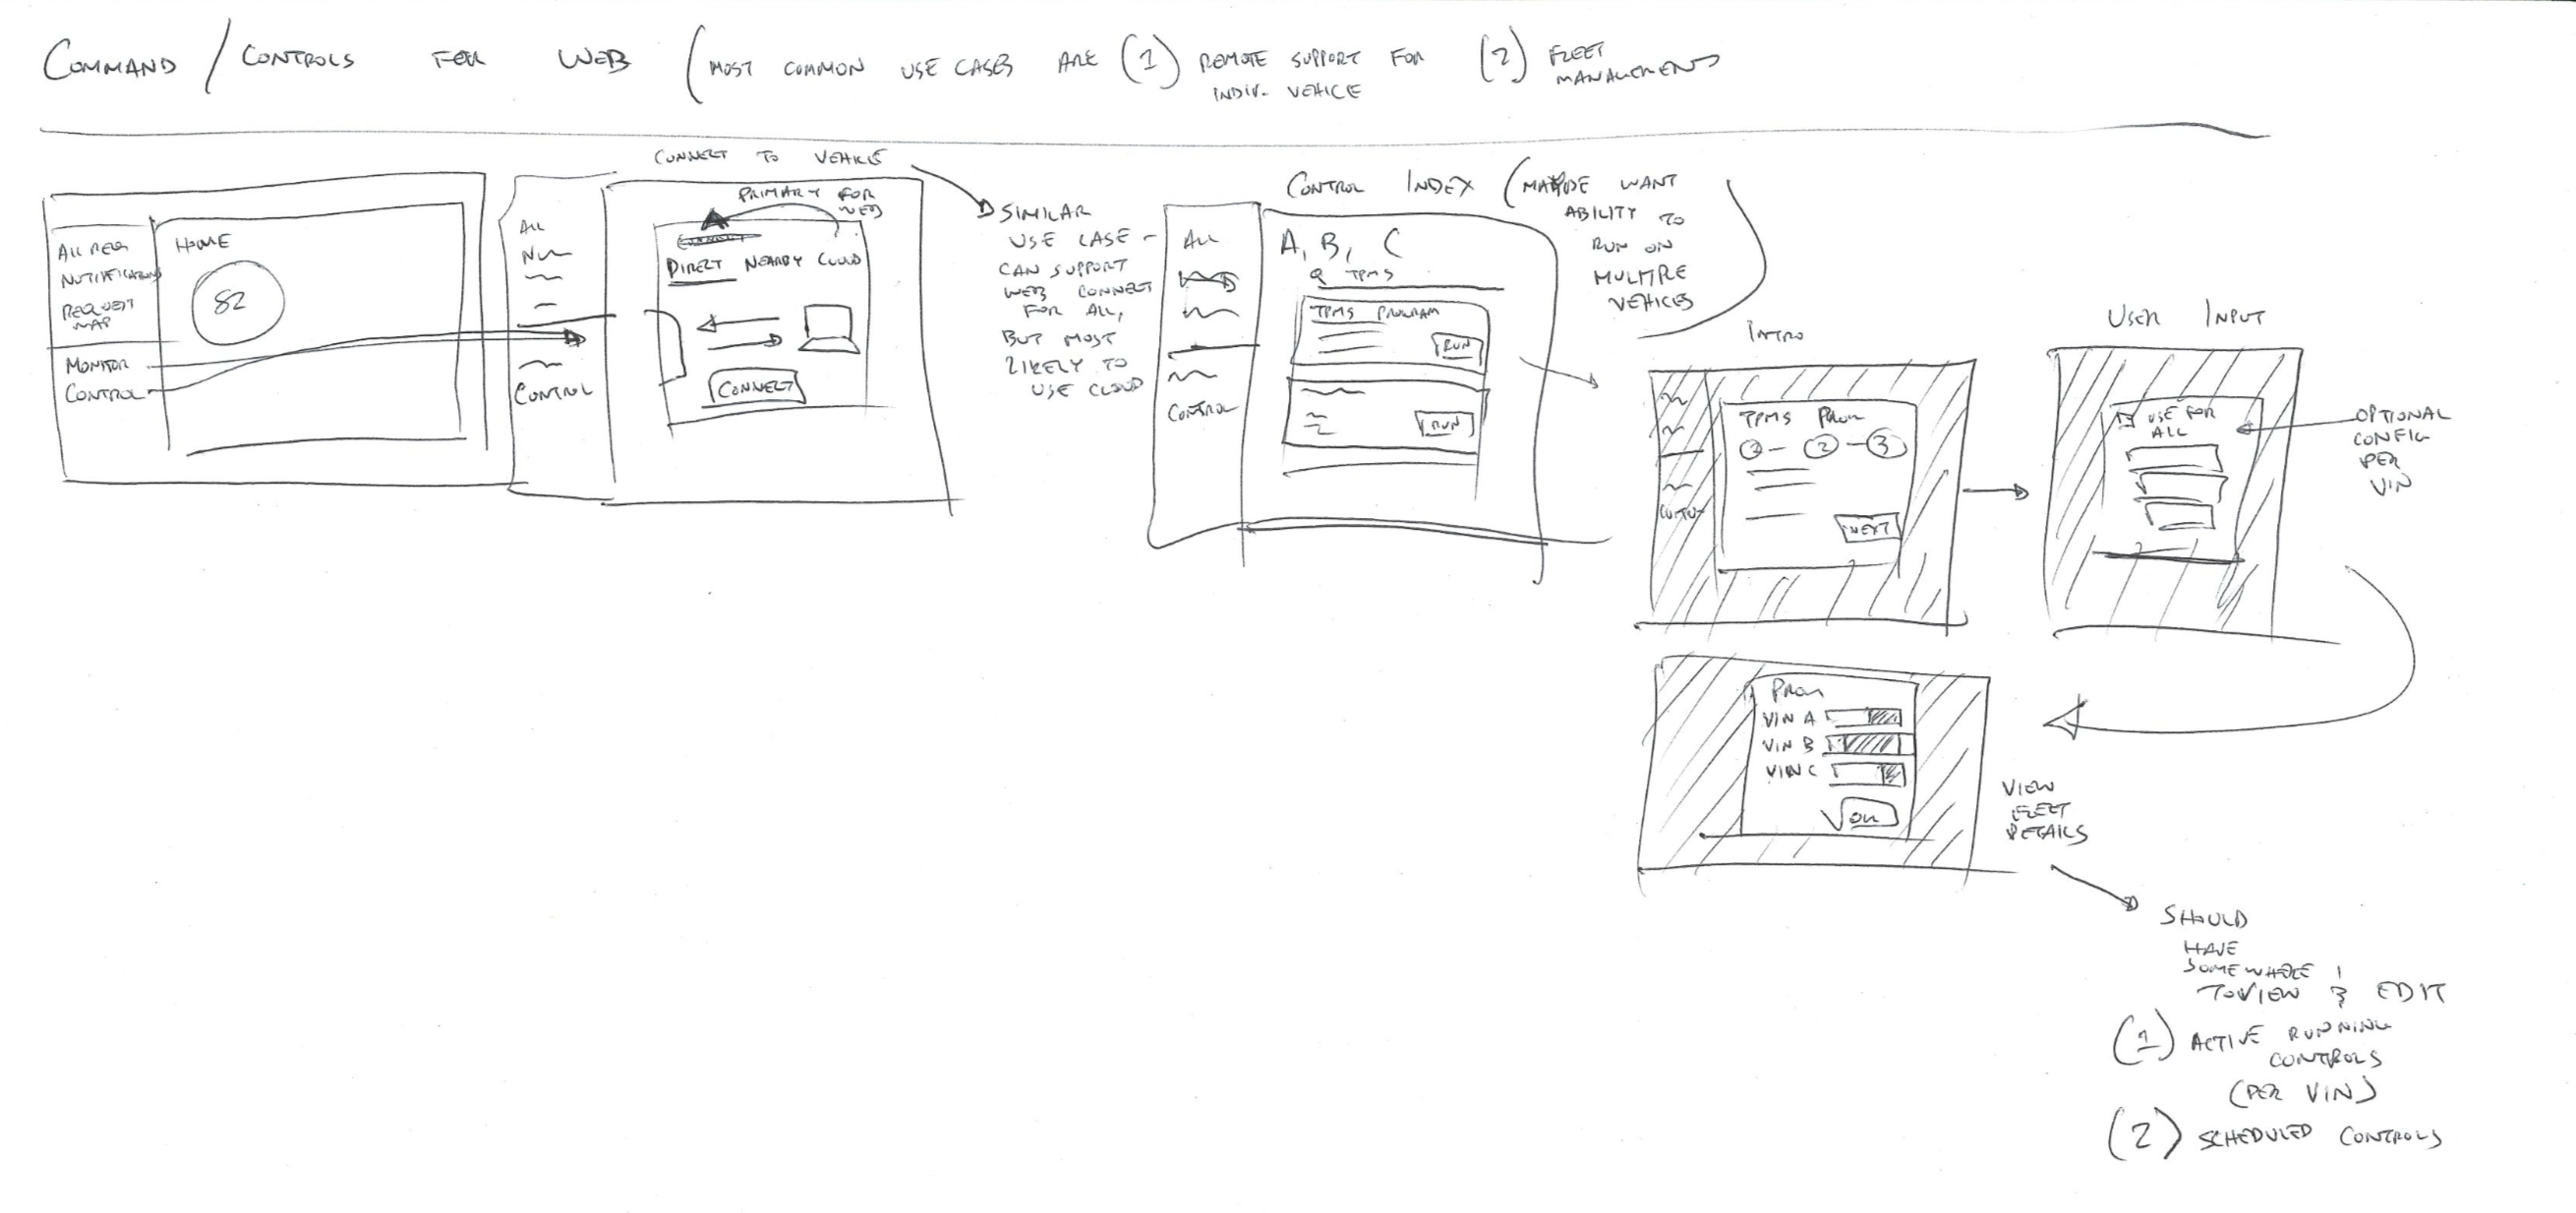 COMMAND / CONTROLS FOR WEB (MOST COMMON USE CASES ARE (1) REMOTE SUPPORT FOR INDIV. VEHICLE (2) FLEET MANAGEMENT)
ALL REQ
NOTIFICATIONS
REQUEST
MAP
MONITOR
CONTROL
HOME
82
CONNECT TO VEHICLE
ALL
CONTROL
PRIMARY FOR
WEB
DIRECT NEARBY CLOUD
CONNECT
SIMILAR
USE CASE -
CAN SUPPORT
WEB CONNECT
FOR ALL,
BUT MOST
LIKELY TO
USE CLOUD
CONTROL INDEX (MAYBE WANT
ABILITY TO
RUN ON
MULTIPLE
VEHICLES)
ALL
CONTROL
A, B, C
TPMS
TPMS PROGRAM
RUN
RUN
INTRO
TPMS PROG
1 - 2 - 3
NEXT
USER INPUT
USE FOR
ALL
OPTIONAL
CONFIG
PER
VIN
PROG
VIN A
VIN B
VIN C
OK
VIEW
FLEET
DETAILS
SHOULD
HAVE
SOMEWHERE
TO VIEW & EDIT
(1) ACTIVE RUNNING
CONTROLS
(PER VIN)
(2) SCHEDULED CONTROLS